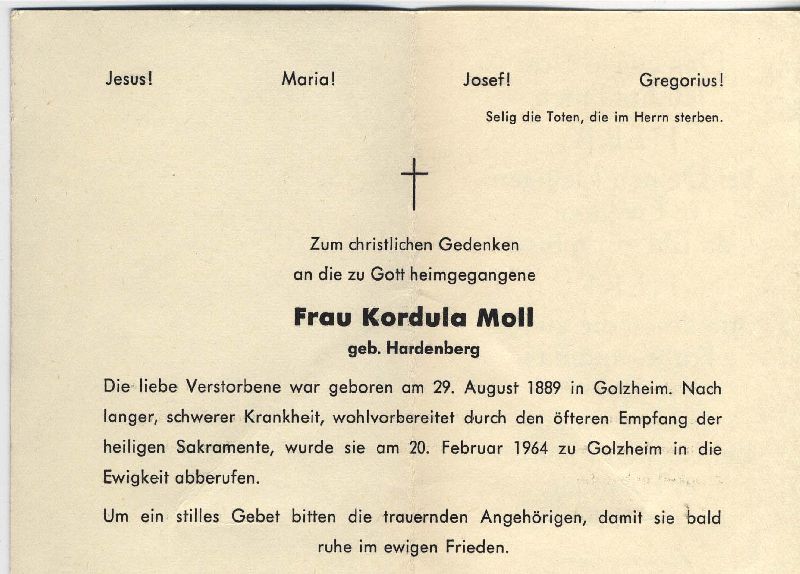 Jesus! Maria! Josef! Gregorius!
Selig die Toten, die im Herrn sterben.
Zum christlichen Gedenken
an die zu Gott heimgegangene
Frau Kordula Moll
geb. Hardenberg
Die liebe Verstorbene war geboren am 29. August 1889 in Golzheim. Nach
langer, schwerer Krankheit, wohlvorbereitet durch den öfteren Empfang der
heiligen Sakramente, wurde sie am 20. Februar 1964 zu Golzheim in die
Ewigkeit abberufen.
Um ein stilles Gebet bitten die trauernden Angehörigen, damit sie bald
ruhe im ewigen Frieden.